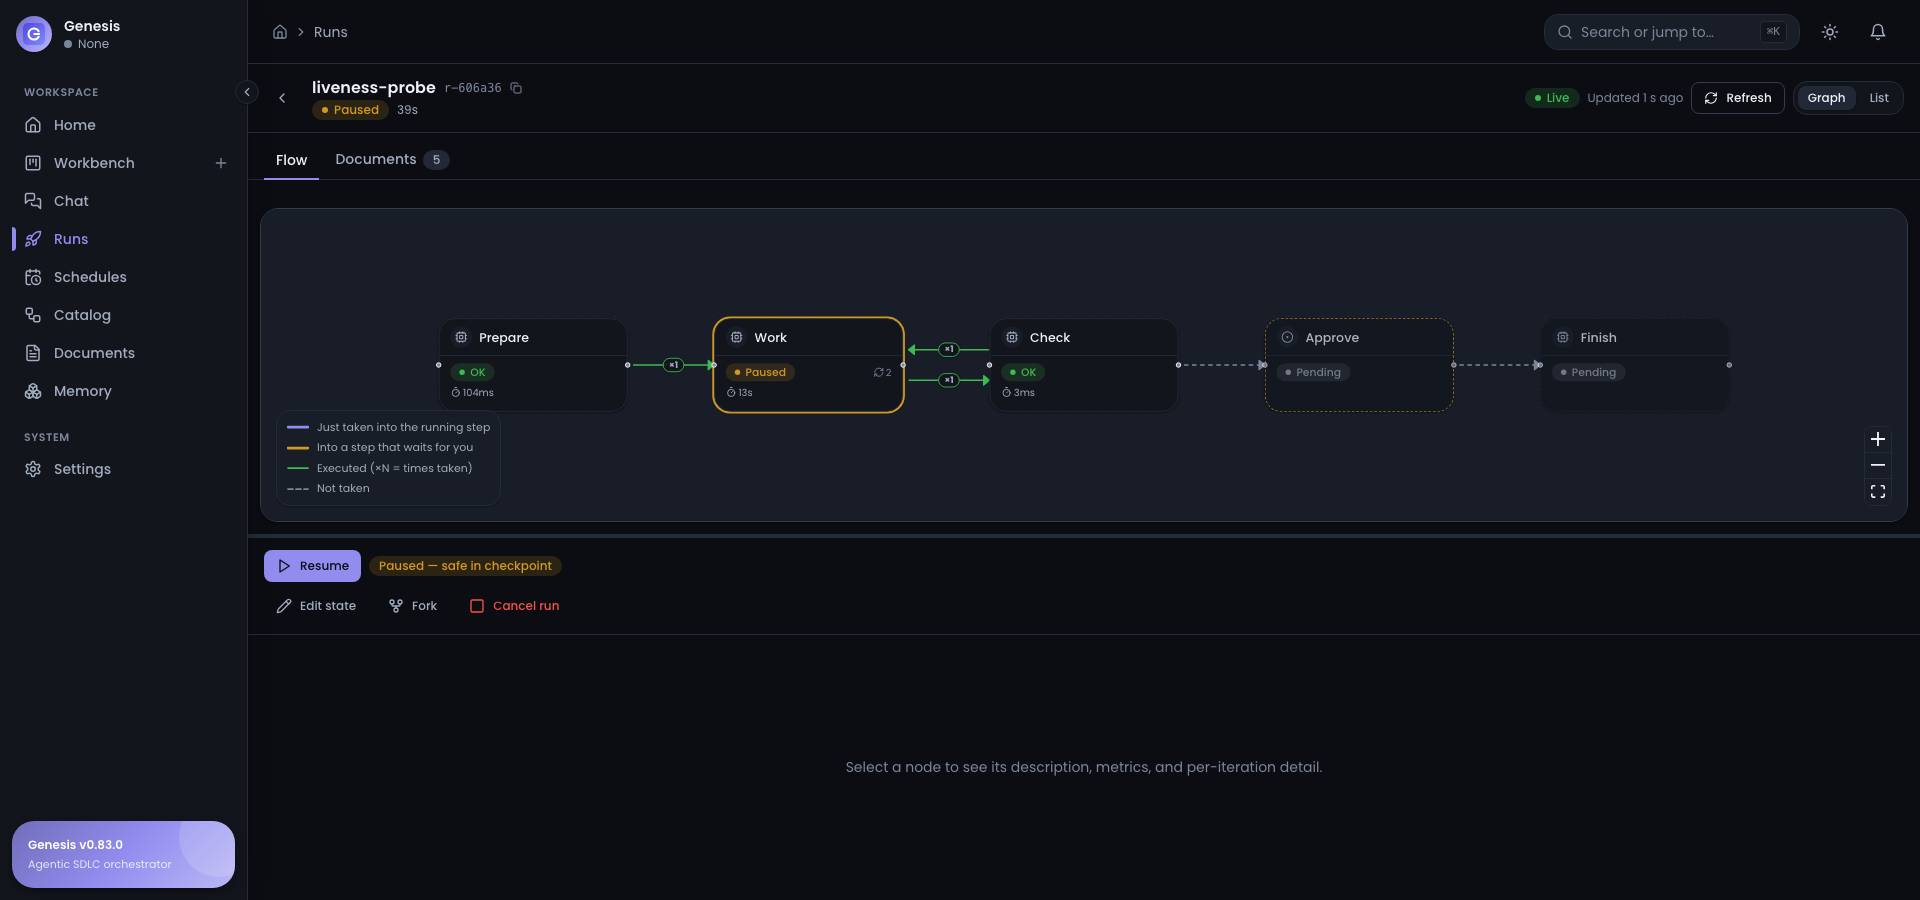 Genesis
None
WORKSPACE
Home
Workbench
Chat
Runs
Schedules
Catalog
Documents
Memory
SYSTEM
Settings
Genesis v0.83.0
Agentic SDLC orchestrator
Runs
Search or jump to...
⌘K
liveness-probe r-606a36
Paused 39s
Live Updated 1 s ago Refresh Graph List
Flow Documents 5
Prepare
OK
104ms
×1
Work
Paused 2
13s
×1
×1
Check
OK
3ms
Approve
Pending
Finish
Pending
Just taken into the running step
Into a step that waits for you
Executed (×N = times taken)
Not taken
Resume Paused — safe in checkpoint
Edit state Fork Cancel run
Select a node to see its description, metrics, and per-iteration detail.